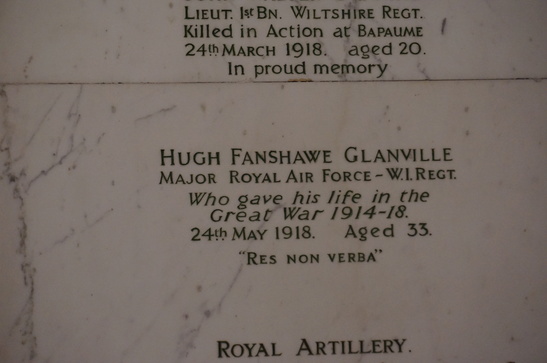 LIEUT. 1st BN. WILTSHIRE REGT.
Killed in Action at BAPAUME
24th MARCH 1918. aged 20.
In proud memory
HUGH FANSHAWE GLANVILLE
MAJOR ROYAL AIR FORCE - W.I. REGT.
Who gave his life in the
Great War 1914-18.
24th MAY 1918. Aged 33.
"RES NON VERBA"
ROYAL ARTILLERY.